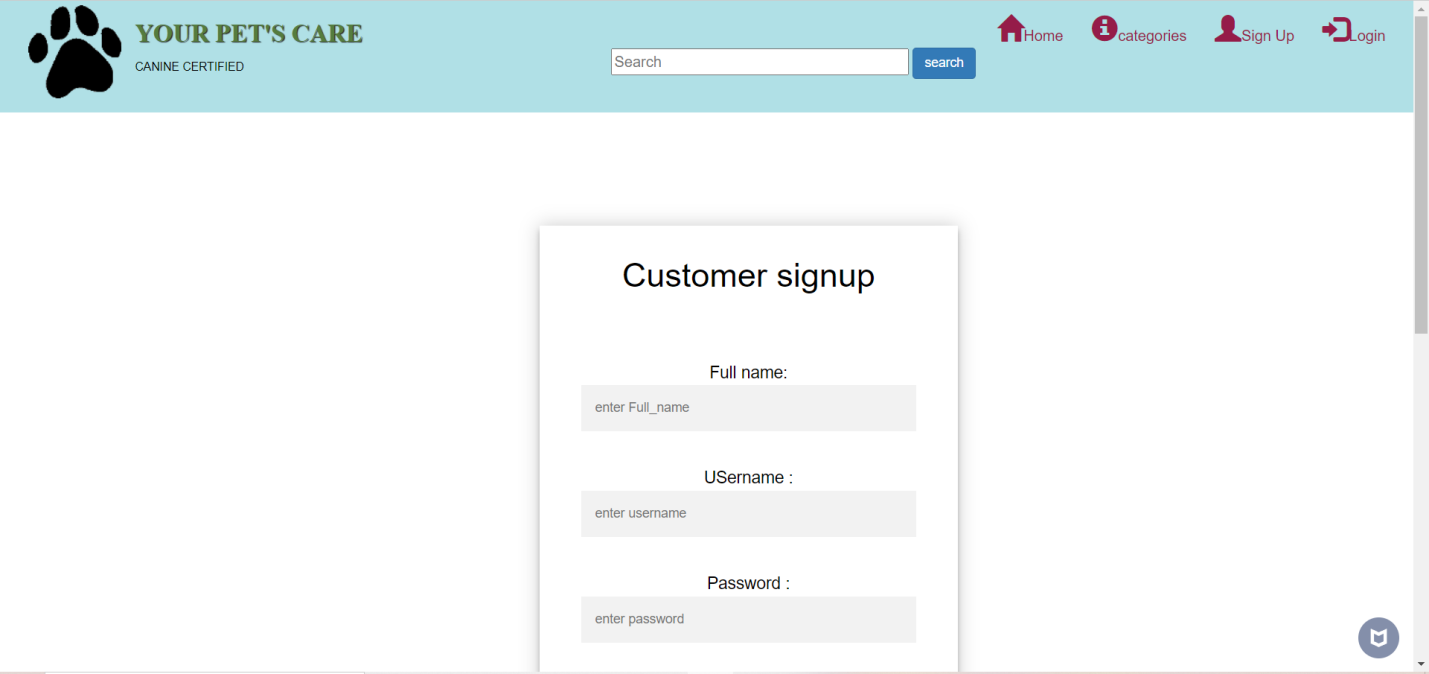 YOUR PET'S CARE
CANINE CERTIFIED
Search
search
Home
categories
Sign Up
Login
Customer signup
Full name:
enter Full_name
USername :
enter username
Password :
enter password